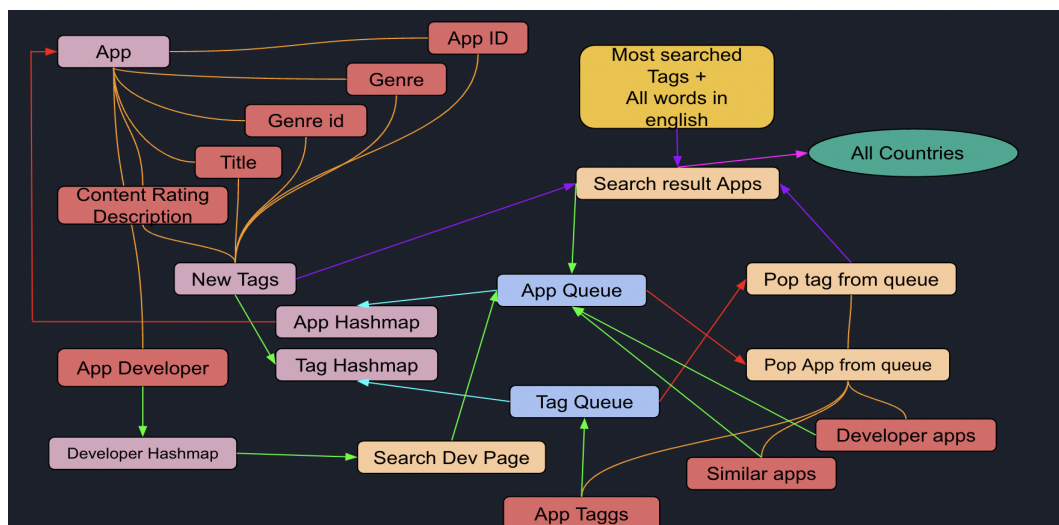 App
App ID
Genre
Genre id
Title
Content Rating
Description
Most searched
Tags +
All words in
english
All Countries
Search result Apps
New Tags
App Queue
Pop tag from queue
App Hashmap
Tag Hashmap
App Developer
Pop App from queue
Tag Queue
Developer apps
Developer Hashmap
Search Dev Page
Similar apps
App Taggs